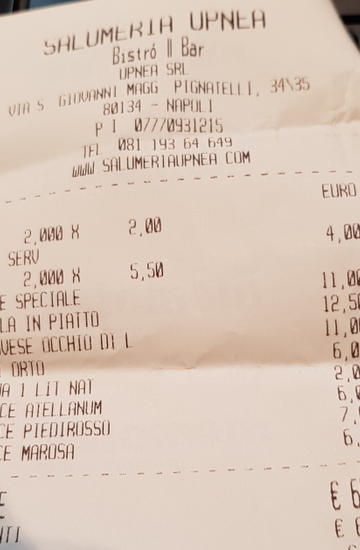 SALUMERIA UPNEA
Bistró || Bar
UPNEA SRL
VIA S GIOVANNI MAGG PIGNATELLI, 34\35
80134 - NAPOLI
P I 07770931215
TEL 081 193 64 649
WWW SALUMERIAUPNEA COM
EURO
2,000 X 2,00 4,00
SERV
2,000 X 5,50 11,00
E SPECIALE 12,50
LA IN PIATTO 11,00
VESE OCCHIO DI L 6,0
ORTO 2,0
UA 1 LIT NAT 6,
CE ATELLANUM 7,
CE PIEDIROSSO 6,
CE MAROSA
€ 6
NTI €